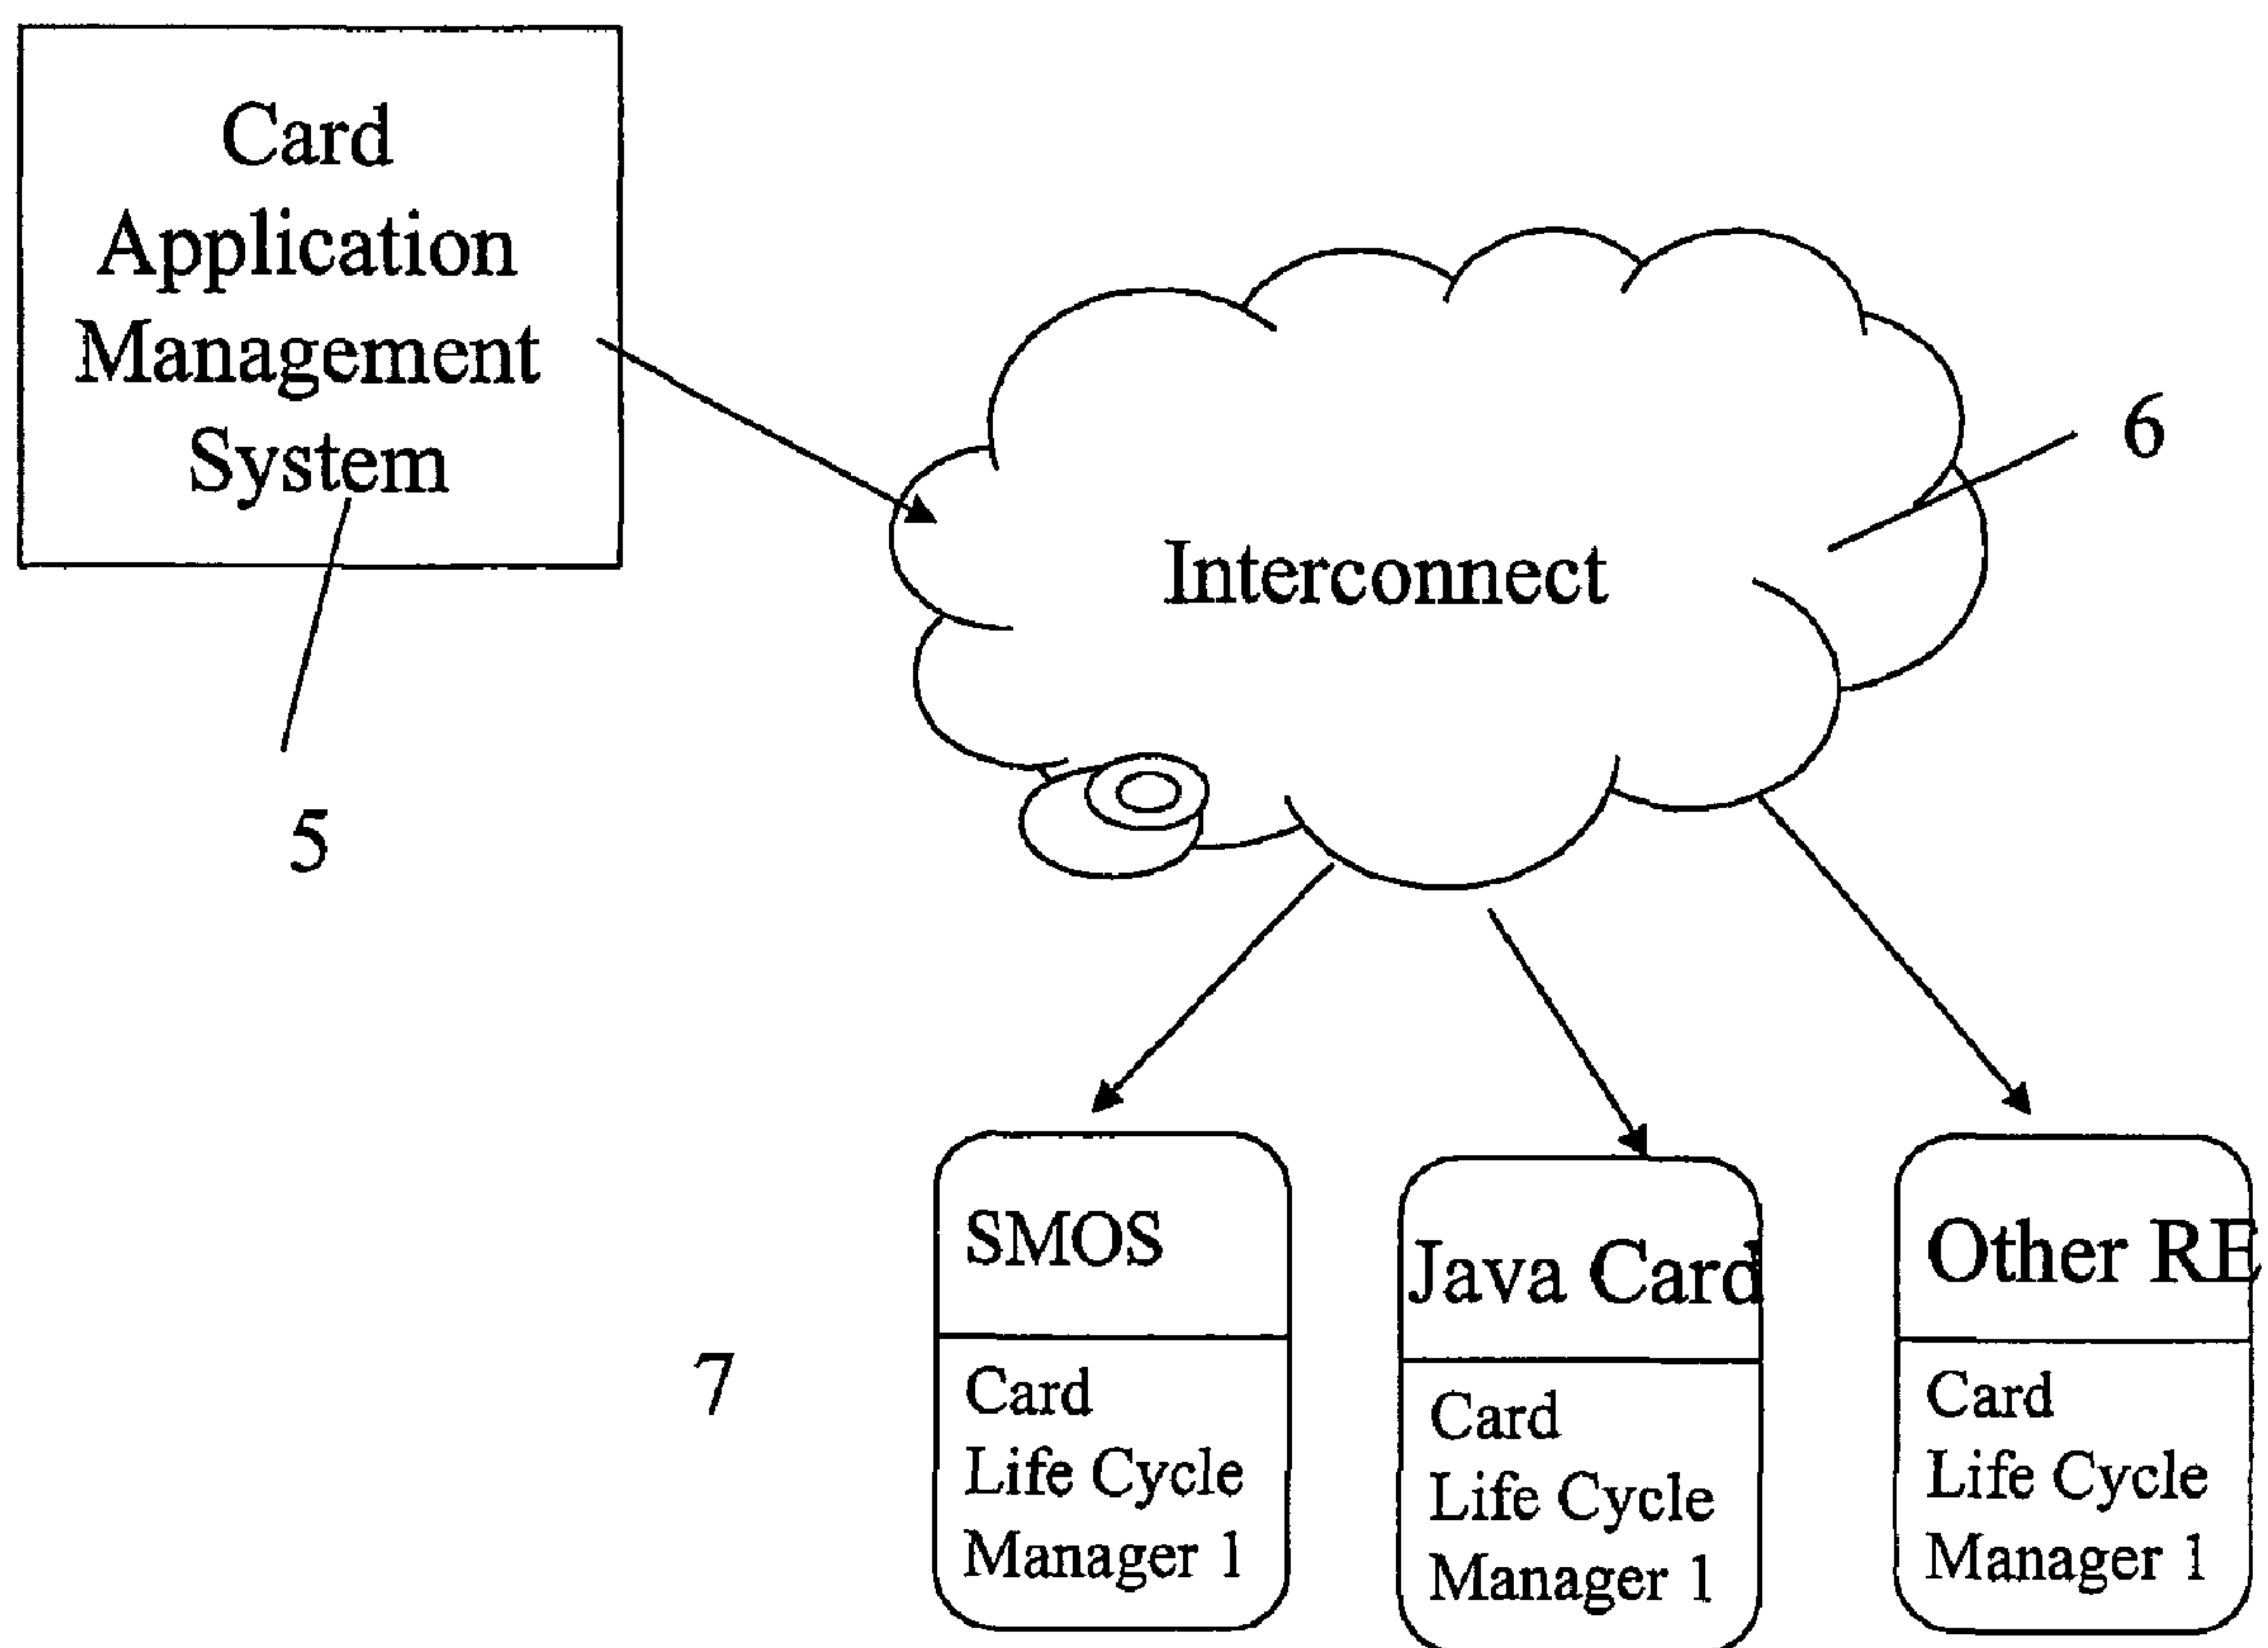 Card
Application
Management
System
5
Interconnect
6
7
SMOS
Card
Life Cycle
Manager 1
Java Card
Card
Life Cycle
Manager 1
Other RE
Card
Life Cycle
Manager 1